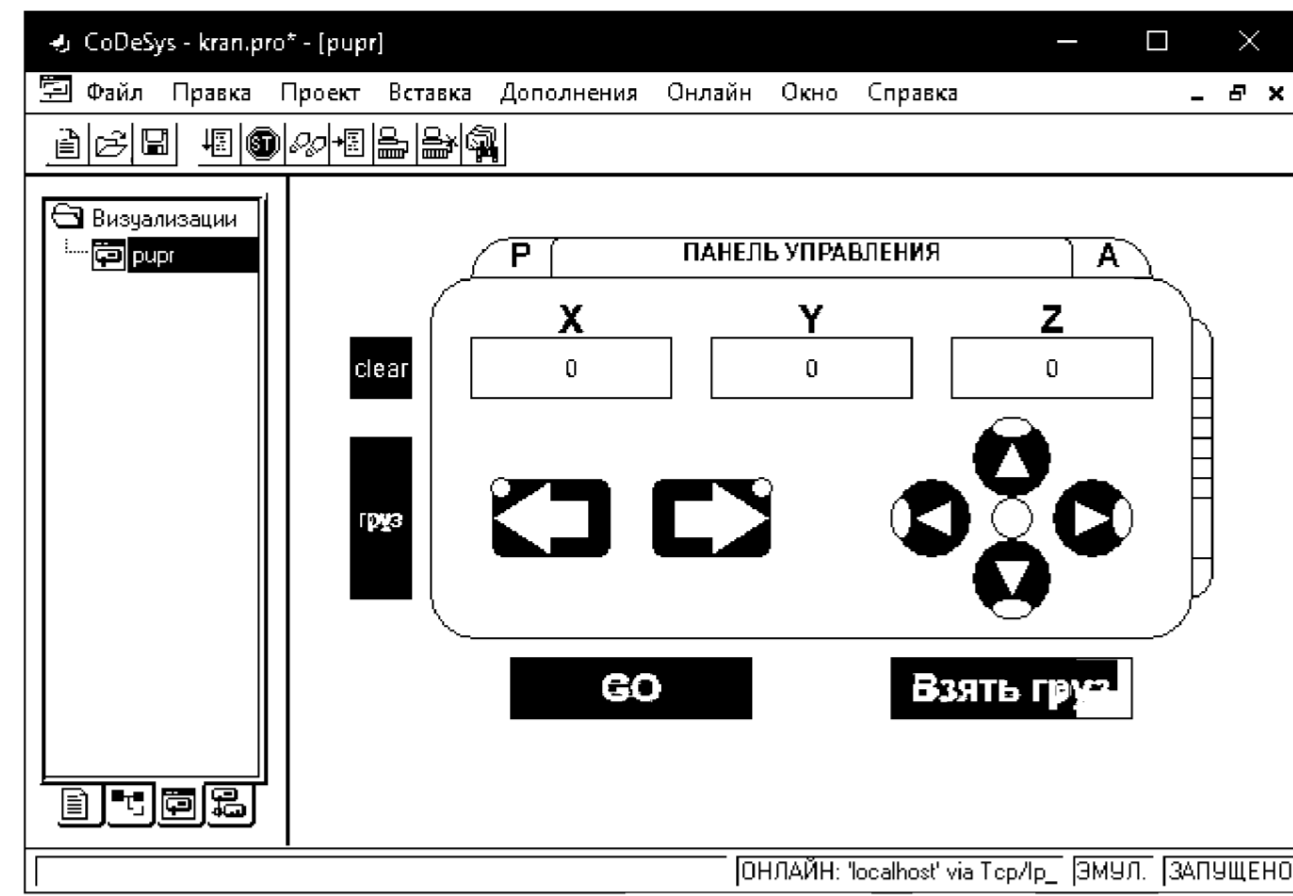 CoDeSys - kran.pro* - [pupr]
Файл Правка Проект Вставка Дополнения Онлайн Окно Справка
ST
Визуализации
pupr
P ПАНЕЛЬ УПРАВЛЕНИЯ A
X Y Z
clear 0 0 0
груз
GO Взять груз
ОНЛАЙН: 'localhost' via Tcp/Ip_ ЭМУЛ. ЗАПУЩЕНО